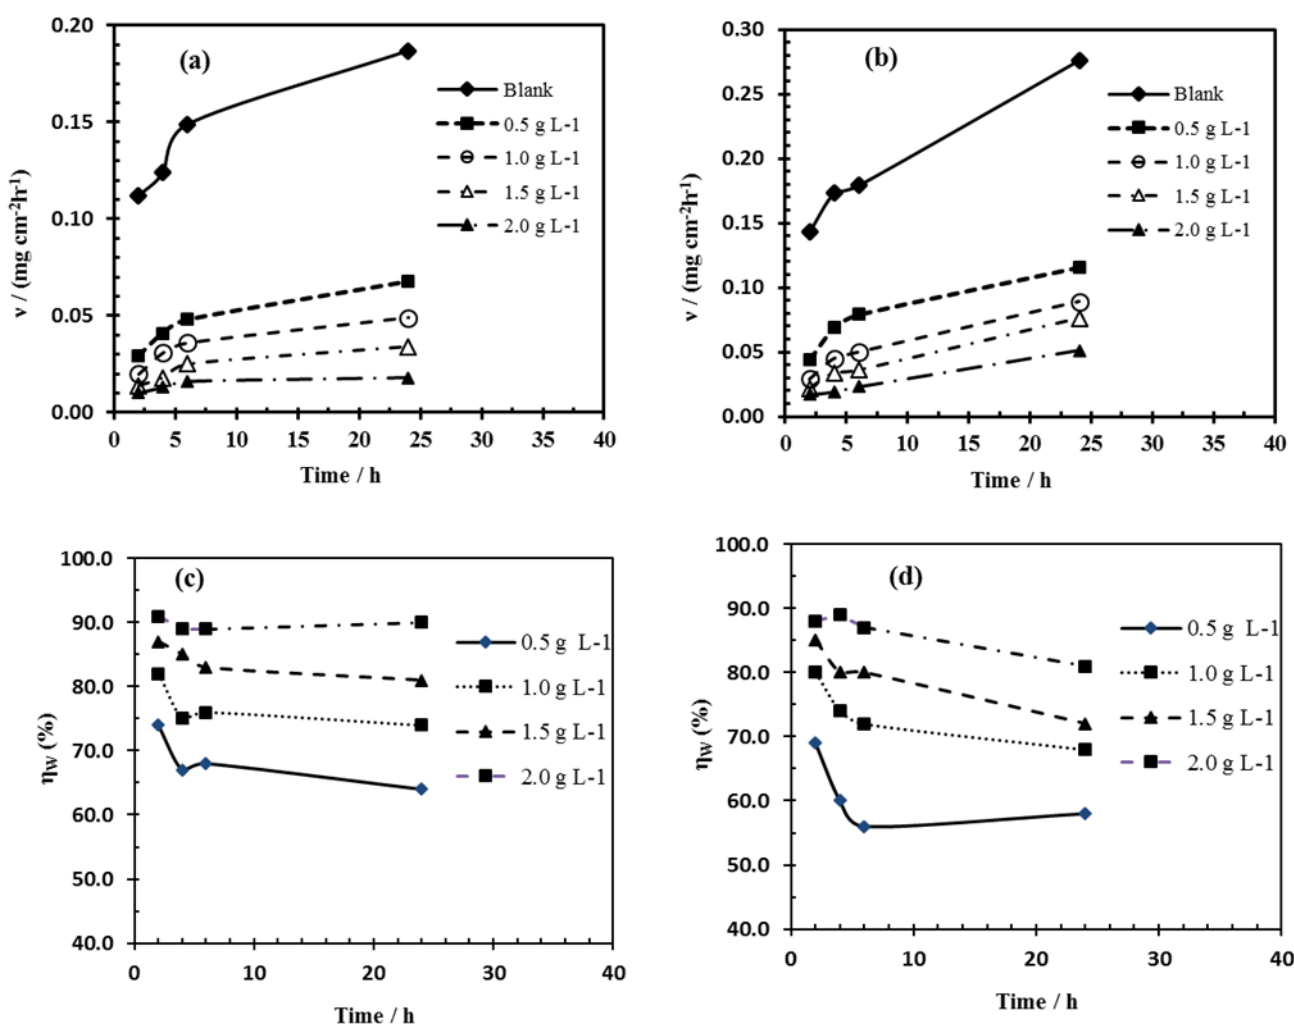 (a)
ν / (mg cm-2h-1)
0.20
0.15
0.10
0.05
0.00
0 5 10 15 20 25 30 35 40
Time / h
Blank
0.5 g L-1
1.0 g L-1
1.5 g L-1
2.0 g L-1
(b)
ν / (mg cm-2h-1)
0.30
0.25
0.20
0.15
0.10
0.05
0.00
0 5 10 15 20 25 30 35 40
Time / h
Blank
0.5 g L-1
1.0 g L-1
1.5 g L-1
2.0 g L-1
(c)
ηW (%)
100.0
90.0
80.0
70.0
60.0
50.0
40.0
0 10 20 30 40
Time / h
0.5 g L-1
1.0 g L-1
1.5 g L-1
2.0 g L-1
(d)
ηW (%)
100.0
90.0
80.0
70.0
60.0
50.0
40.0
0 10 20 30 40
Time / h
0.5 g L-1
1.0 g L-1
1.5 g L-1
2.0 g L-1